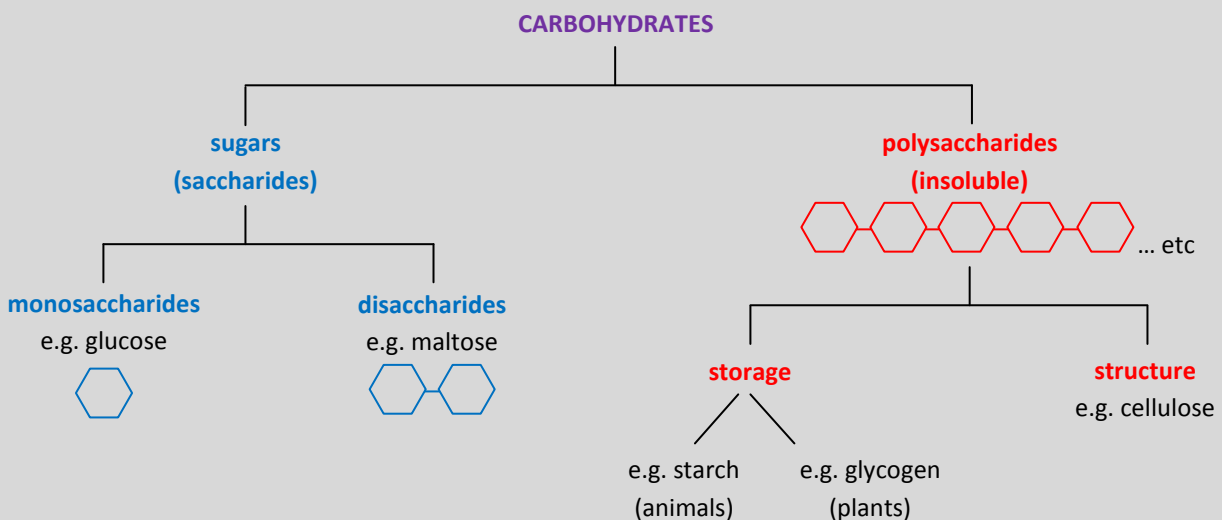 CARBOHYDRATES
sugars
(saccharides)
polysaccharides
(insoluble)
... etc
monosaccharides
e.g. glucose
disaccharides
e.g. maltose
storage
structure
e.g. cellulose
e.g. starch
(animals)
e.g. glycogen
(plants)